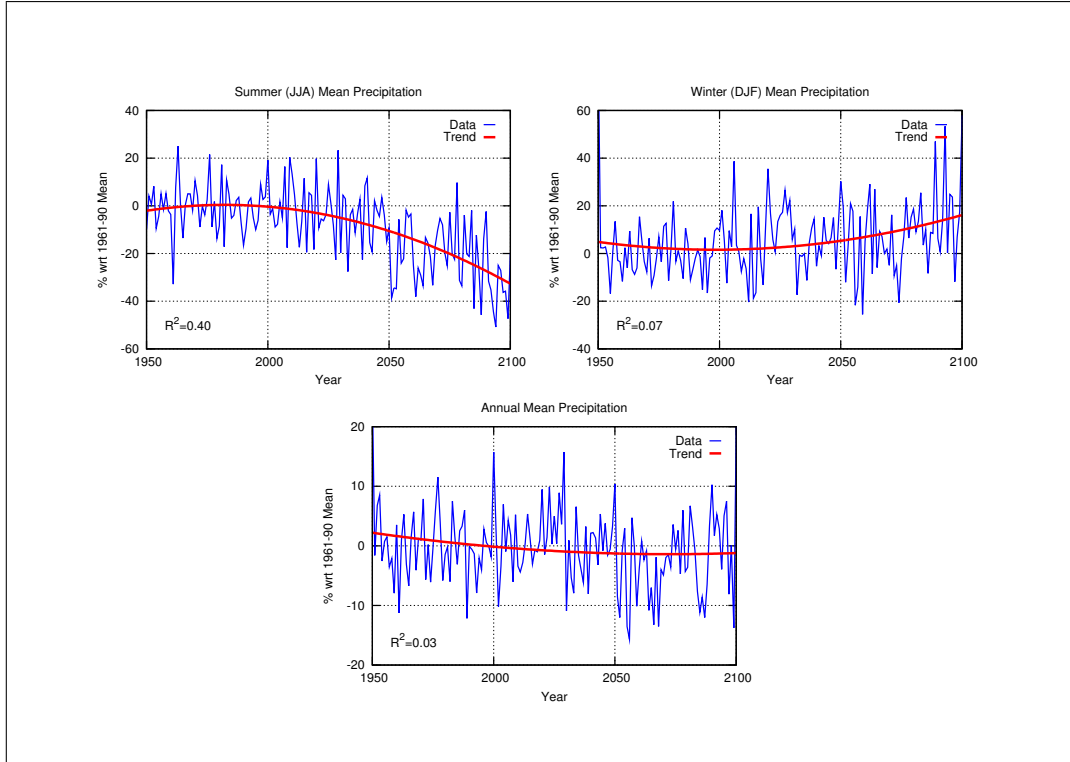 Summer (JJA) Mean Precipitation
40
20
0
-20
-40
-60
% wrt 1961-90 Mean
Data
Trend
R²=0.40
1950 2000 2050 2100
Year
Winter (DJF) Mean Precipitation
60
40
20
0
-20
-40
% wrt 1961-90 Mean
Data
Trend
R²=0.07
1950 2000 2050 2100
Year
Annual Mean Precipitation
20
10
0
-10
-20
% wrt 1961-90 Mean
Data
Trend
R²=0.03
1950 2000 2050 2100
Year